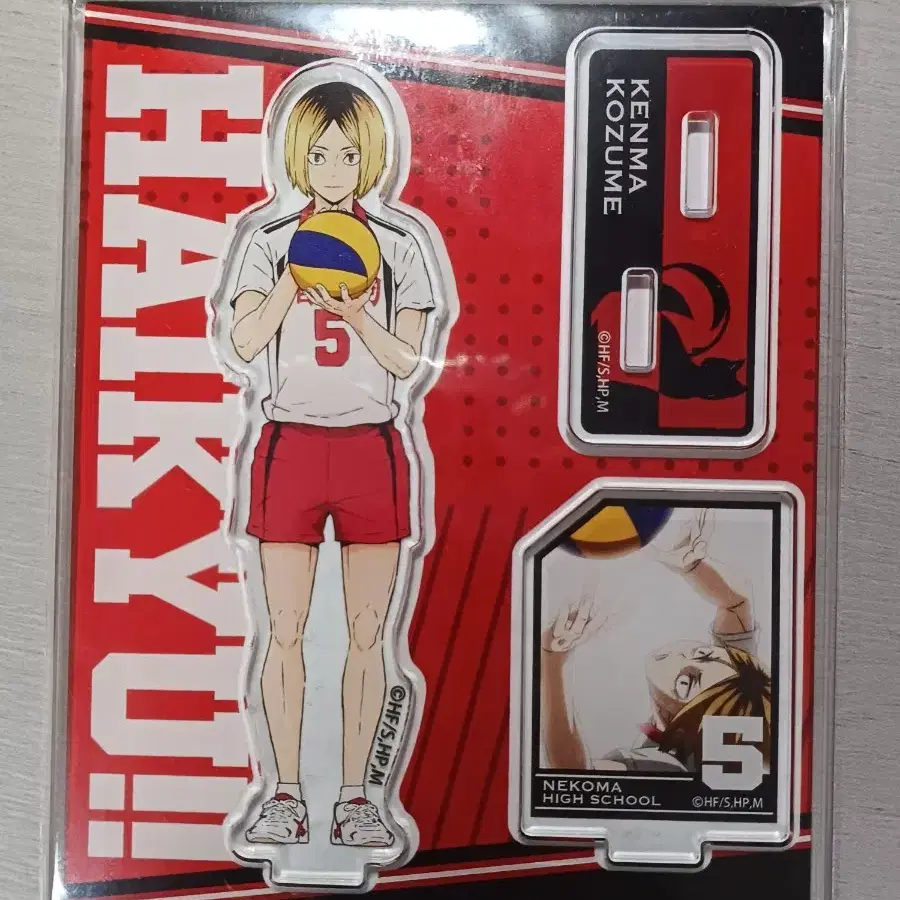 HAIKYU!!
5
©HF/S,HP,M
KENMA
KOZUME
©HF/S,HP,M
5
NEKOMA
HIGH SCHOOL
©HF/S,HP,M